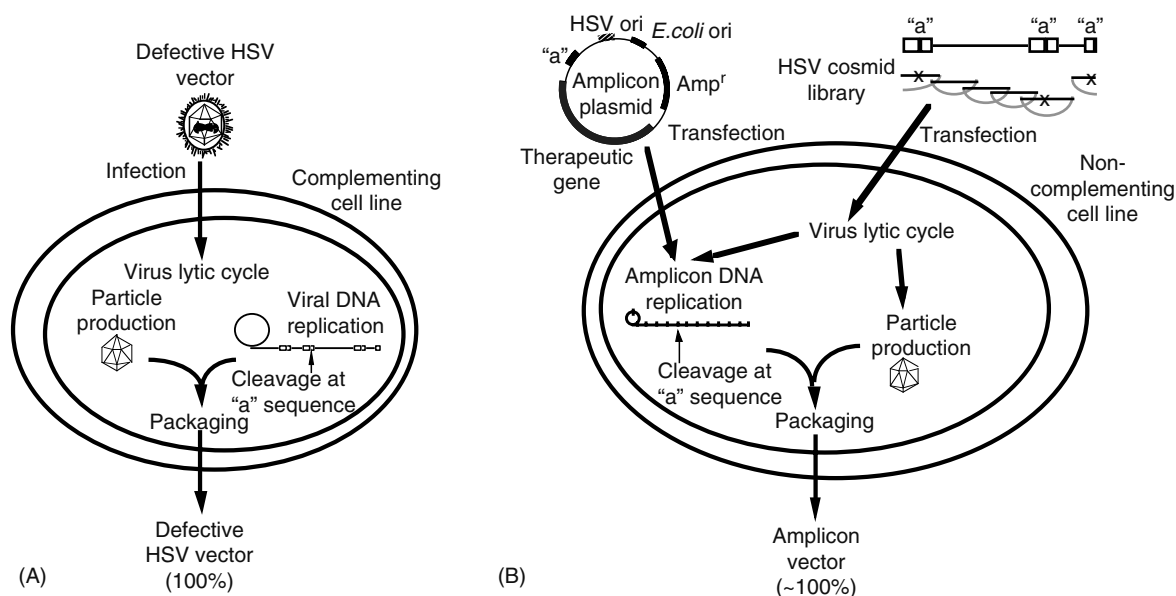 Defective HSV
vector
Infection
Complementing
cell line
Virus lytic cycle
Particle
production
Viral DNA
replication
Cleavage at
“a” sequence
Packaging
Defective
HSV vector
(100%)
(A)
HSV ori
E.coli ori
“a”
Amplicon
plasmid
Ampr
Therapeutic
gene
Transfection
“a” “a” “a”
HSV cosmid
library
x x x
Transfection
Non-
complementing
cell line
Virus lytic cycle
Amplicon DNA
replication
Particle
production
Cleavage at
“a” sequence
Packaging
Amplicon
vector
(~100%)
(B)